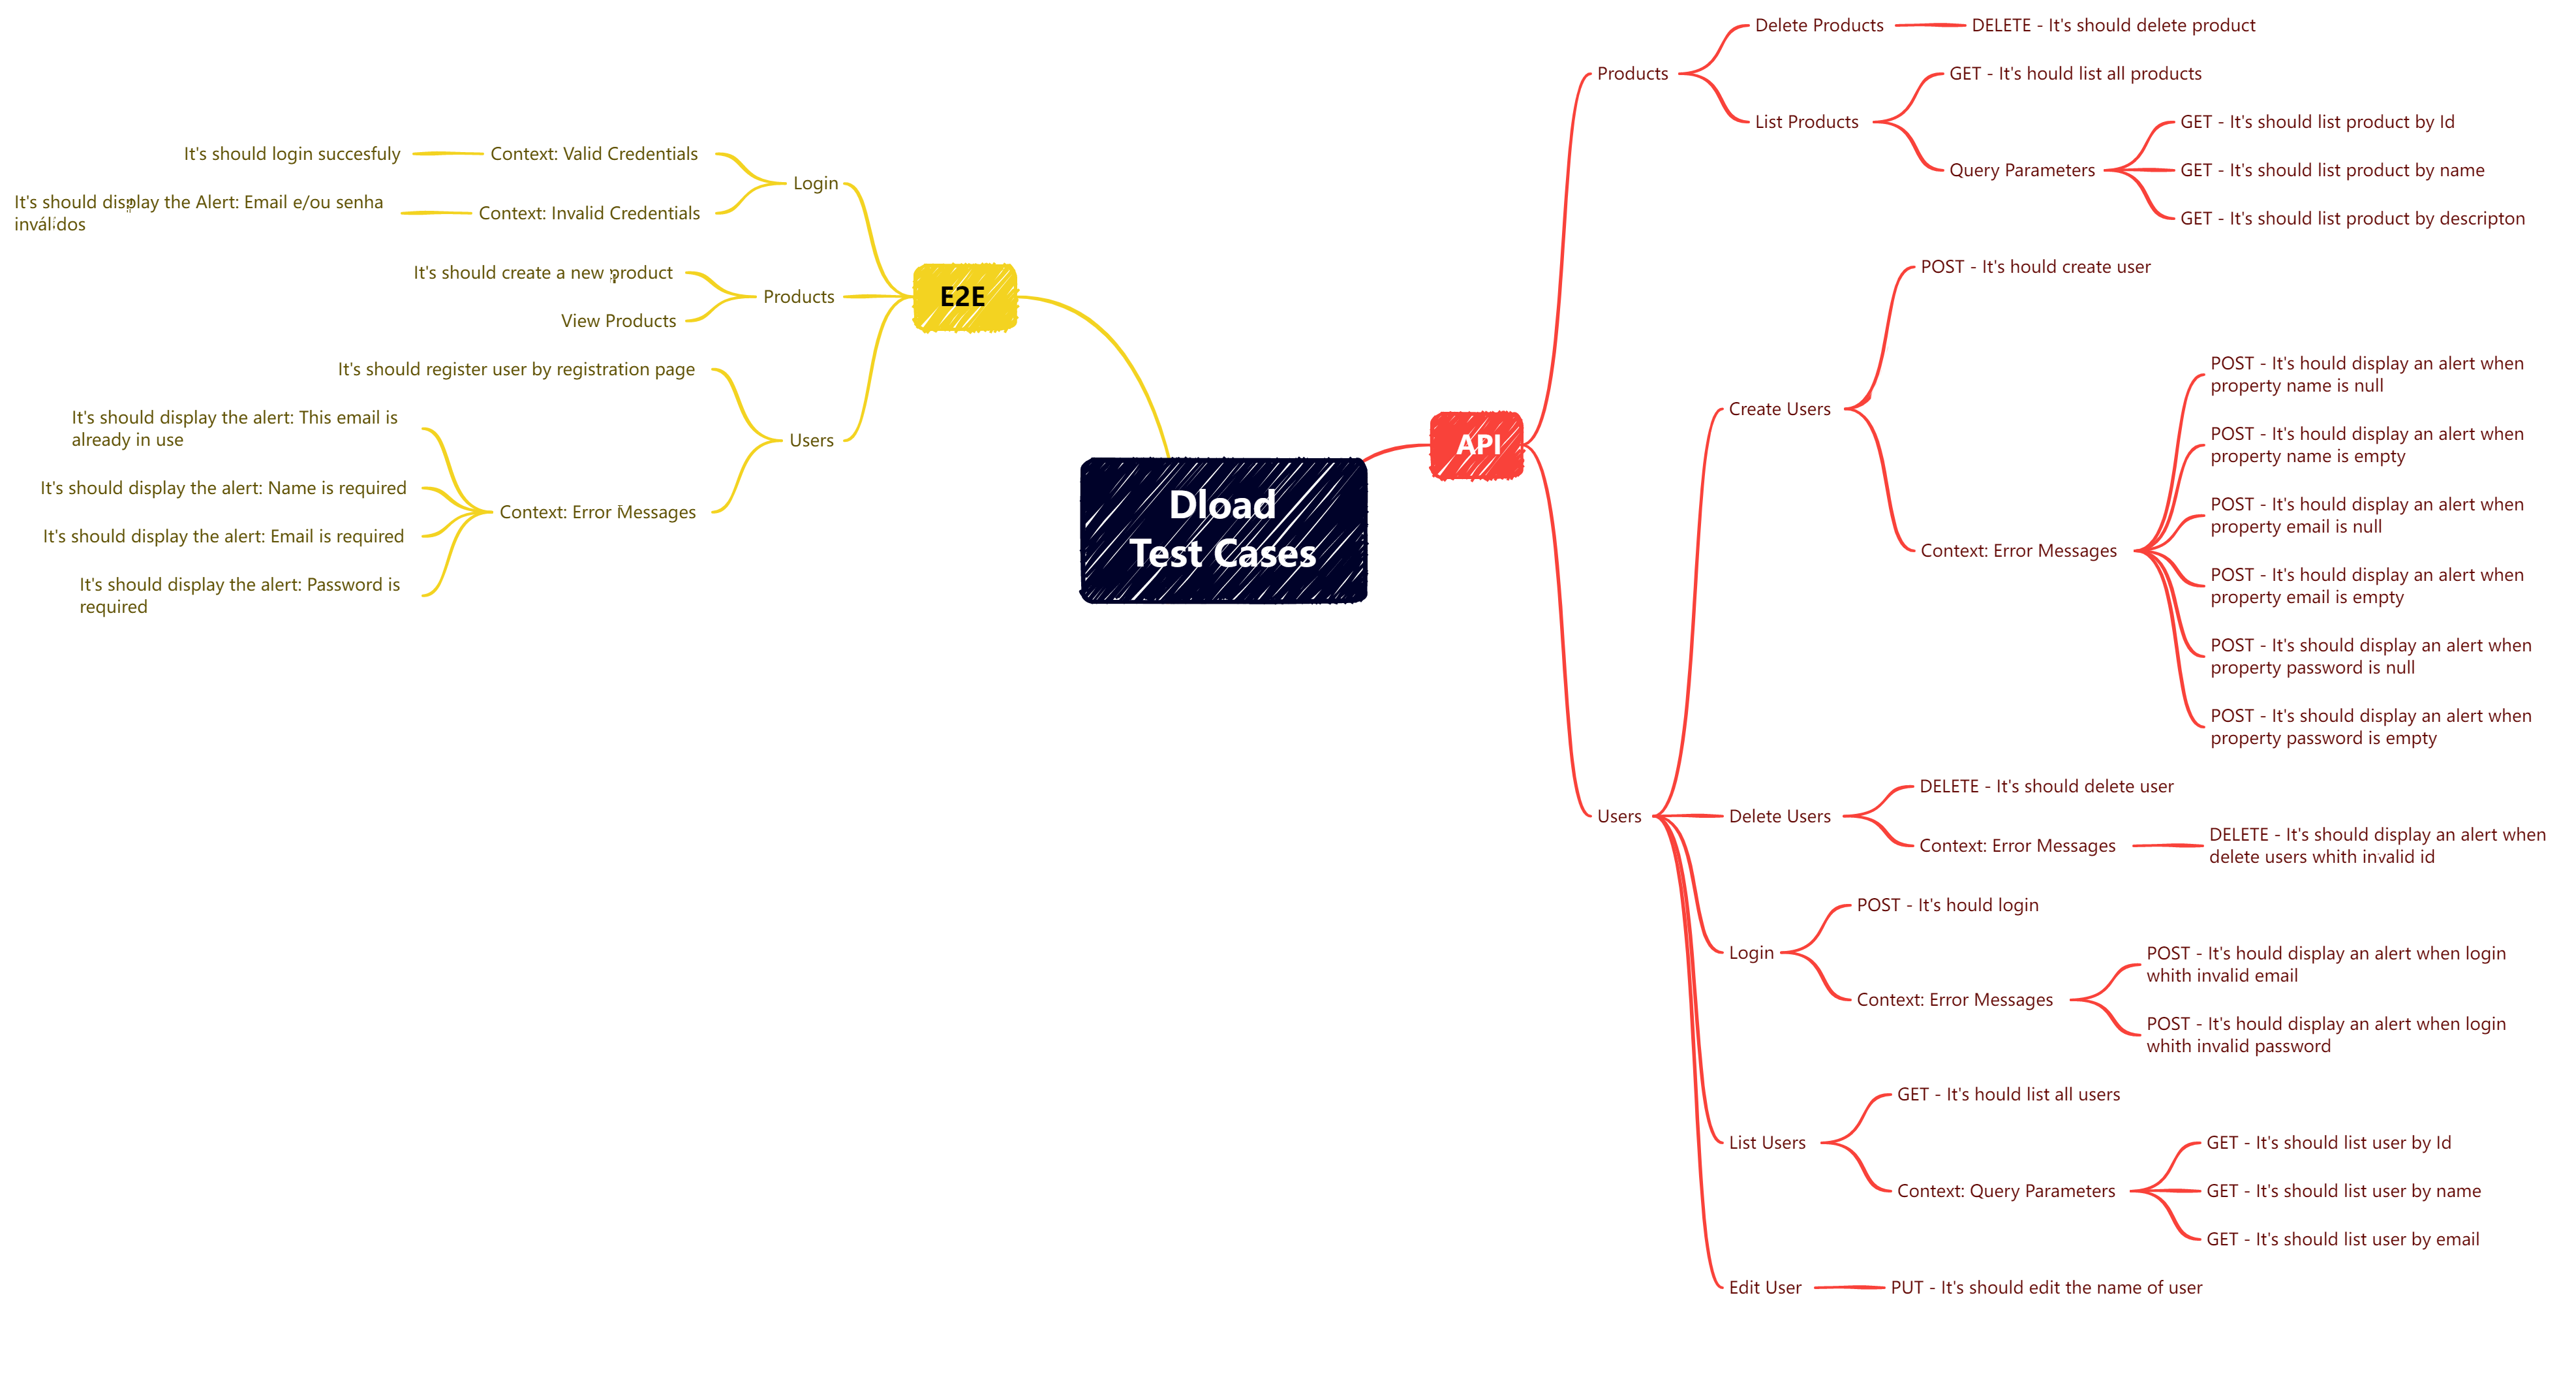 Dload
Test Cases
E2E
Login
Context: Valid Credentials
It's should login succesfuly
Context: Invalid Credentials
It's should display the Alert: Email e/ou senha
inválidos
Products
It's should create a new product
View Products
Users
It's should register user by registration page
Context: Error Messages
It's should display the alert: This email is
already in use
It's should display the alert: Name is required
It's should display the alert: Email is required
It's should display the alert: Password is
required
API
Products
Delete Products
DELETE - It's should delete product
List Products
GET - It's hould list all products
Query Parameters
GET - It's should list product by Id
GET - It's should list product by name
GET - It's should list product by descripton
Users
Create Users
POST - It's hould create user
Context: Error Messages
POST - It's hould display an alert when
property name is null
POST - It's hould display an alert when
property name is empty
POST - It's hould display an alert when
property email is null
POST - It's hould display an alert when
property email is empty
POST - It's should display an alert when
property password is null
POST - It's should display an alert when
property password is empty
Delete Users
DELETE - It's should delete user
Context: Error Messages
DELETE - It's should display an alert when
delete users whith invalid id
Login
POST - It's hould login
Context: Error Messages
POST - It's hould display an alert when login
whith invalid email
POST - It's hould display an alert when login
whith invalid password
List Users
GET - It's hould list all users
Context: Query Parameters
GET - It's should list user by Id
GET - It's should list user by name
GET - It's should list user by email
Edit User
PUT - It's should edit the name of user